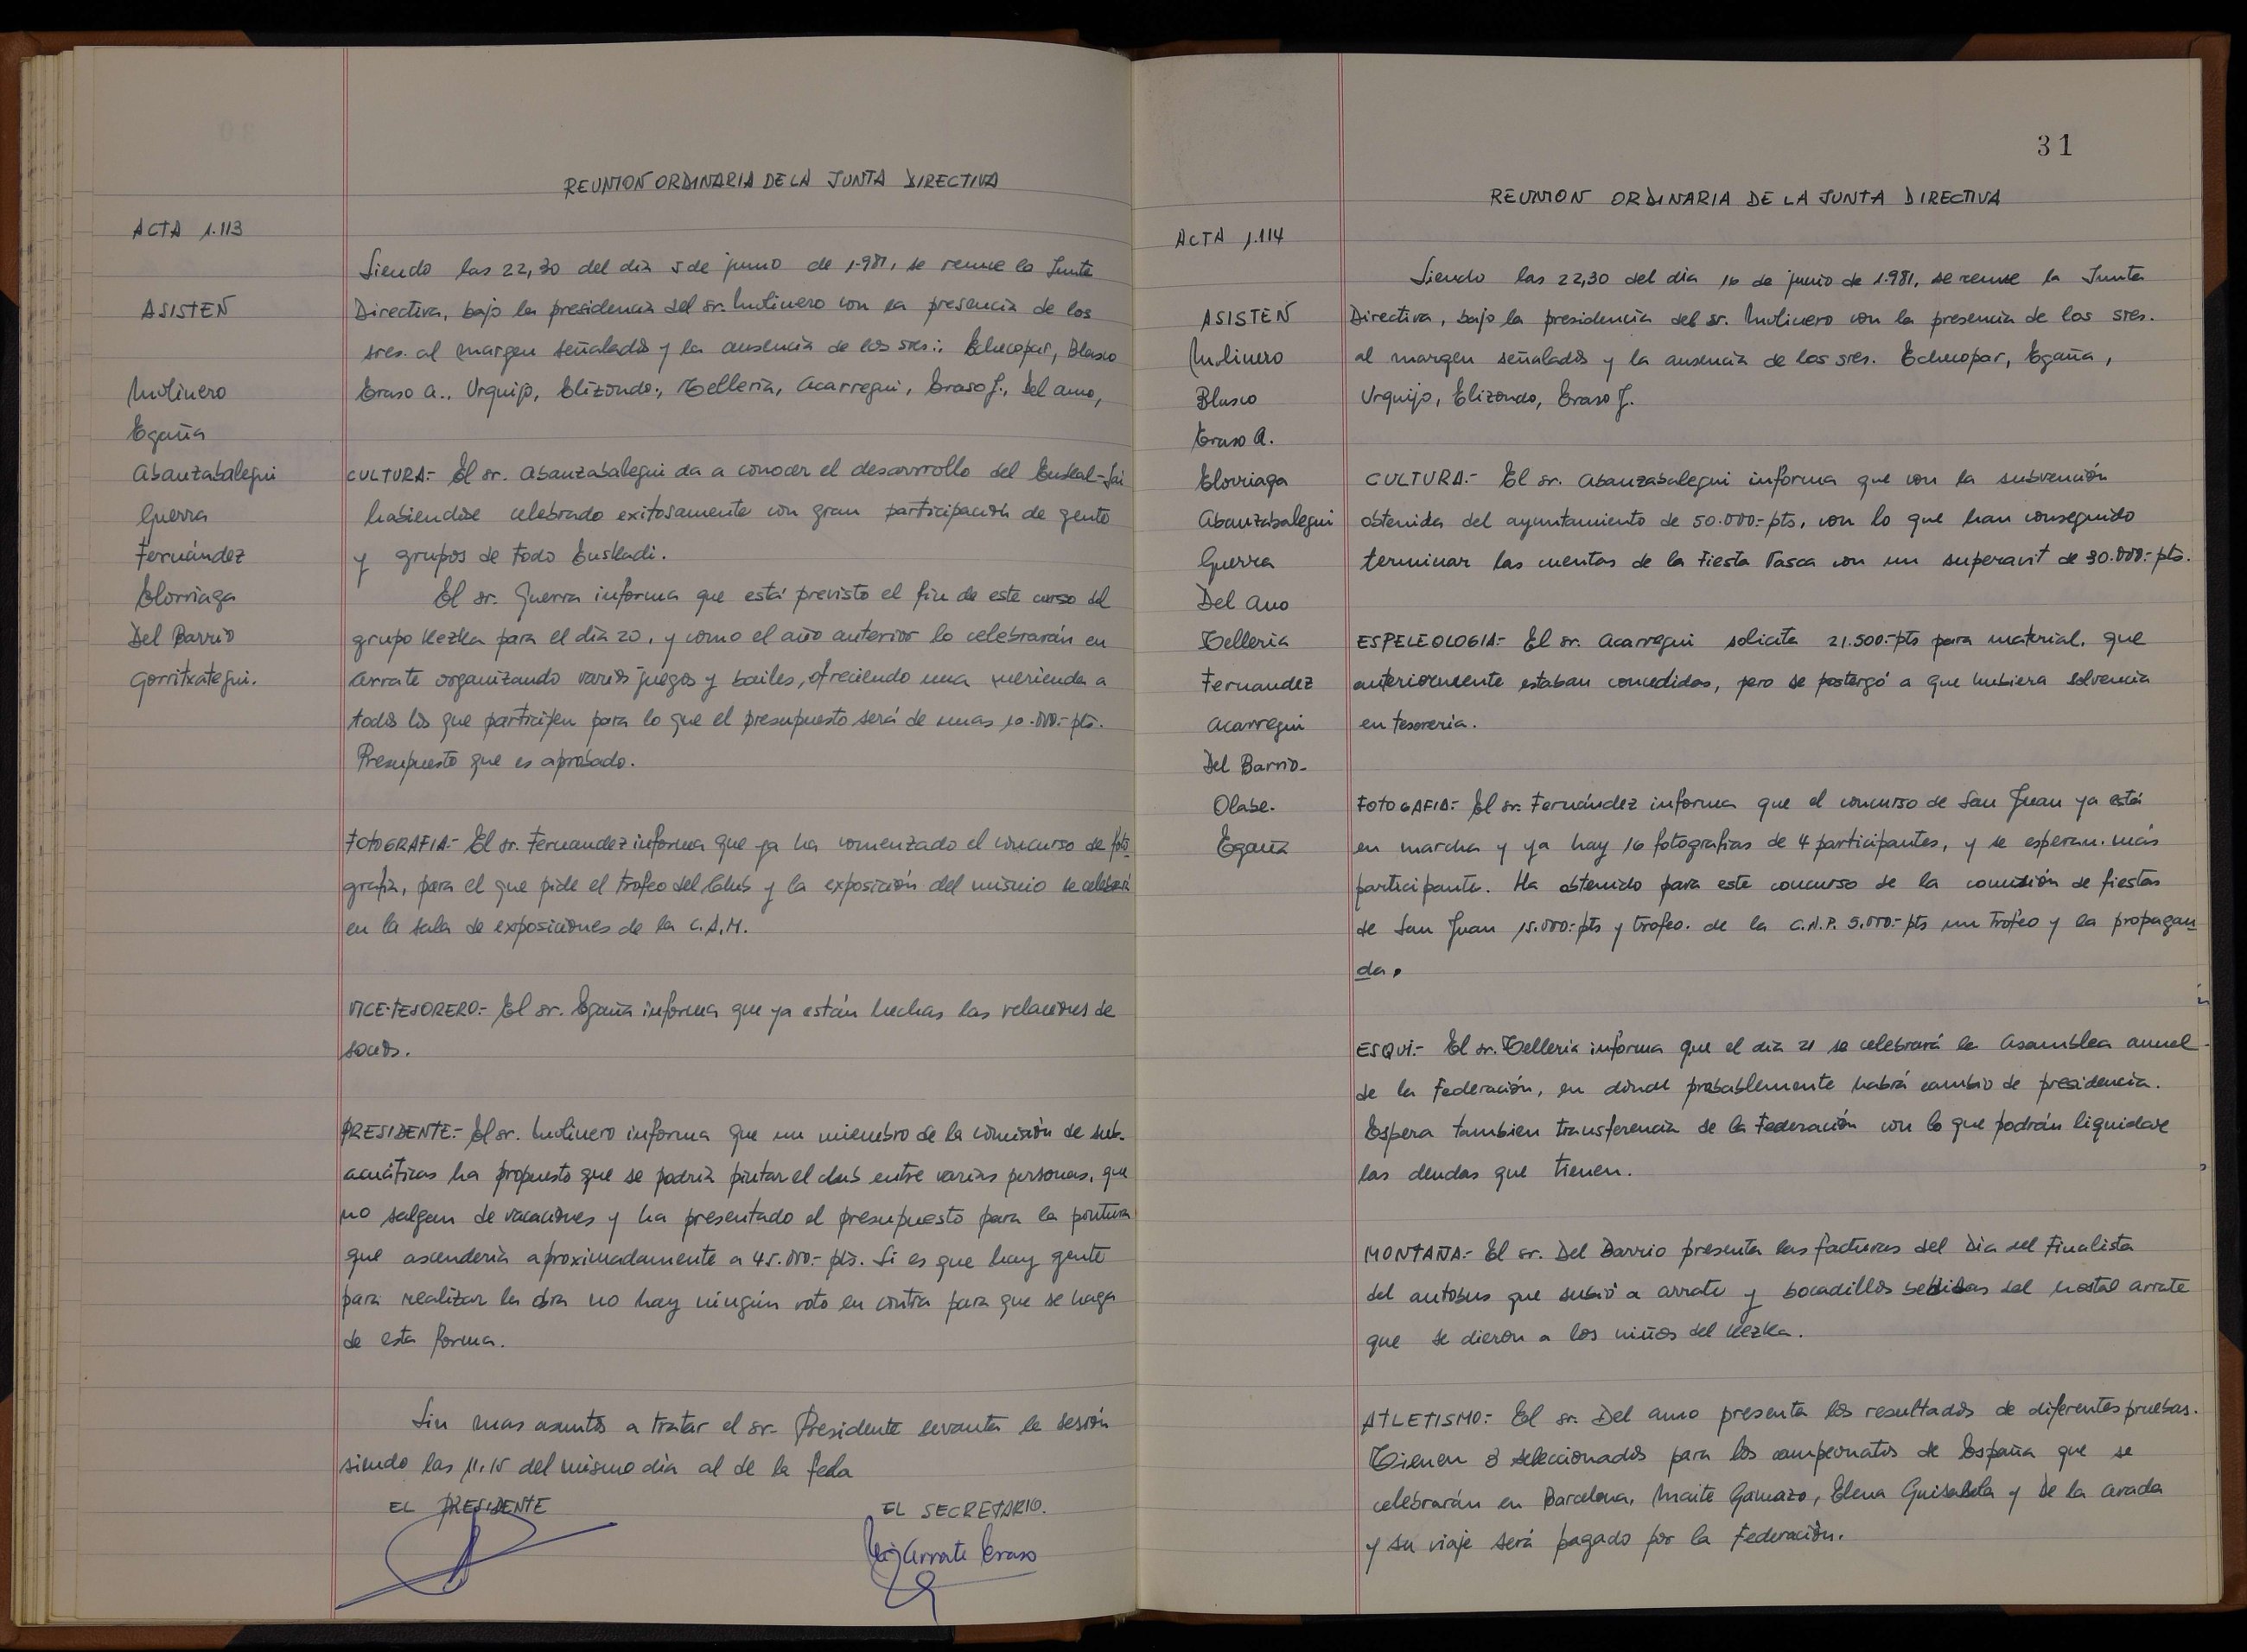 REUNION ORDINARIA DE LA JUNTA DIRECTIVA
ACTA 1.113
ASISTEN
Molinero
Egaña
Abanzabalegui
Guerra
Fernández
Elorriaga
Del Barrio
Gorritxategui.
Siendo las 22,30 del dia 5 de junio de 1.981, se reune la Junta
Directiva, bajo la presidencia del sr. Molinero con la presencia de los
sres. al margen señalados y la ausencia de los sres.: Echecopar, Blasco
Eraso A., Urquijo, Elizondo, Telleria, Acarregui, Eraso J., Del amo,
CULTURA.- El sr. Abanzabalegui da a conocer el desarrollo del Euskal-Jai
habiendose celebrado exitosamente con gran participación de gente
y grupos de todo Euskadi.
El sr. Guerra informa que está previsto el fin de este curso del
grupo Kezka para el dia 20, y como el año anterior lo celebrarán en
Arrate organizando varios juegos y bailes, ofreciendo una merienda a
todos los que participen para lo que el presupuesto será de unas 10.000.- pts.
Presupuesto que es aprobado.
FOTOGRAFIA.- El sr. Fernandez informa que ya ha comenzado el concurso de foto
grafia, para el que pide el trofeo del Club y la exposición del mismo se celebrará
en la sala de exposiciones de la C.A.M.
VICE-TESORERO.- El sr. Egaña informa que ya están hechas las relaciones de
socios.
PRESIDENTE.- El sr. Molinero informa que un miembro de la comisión de sub-
acuáticas ha propuesto que se podria pintar el club entre varias personas, que
no salgan de vacaciones y ha presentado el presupuesto para la pintura
que ascenderia aproximadamente a 45.000.- pts. Si es que hay gente
para realizar la obra no hay ningún voto en contra para que se haga
de esta forma.
Sin mas asuntos a tratar el sr. Presidente levanta la sesión
siendo las 11.15 del mismo dia al de la feha
EL PRESIDENTE
EL SECRETARIO.
Arrate Eraso
31
REUNION ORDINARIA DE LA JUNTA DIRECTIVA
ACTA 1.114
ASISTEN
Molinero
Blasco
Eraso A.
Elorriaga
Abanzabalegui
Guerra
Del Amo
Telleria
Fernandez
Acarregui
Del Barrio-
Olabe.
Egaña
Siendo las 22,30 del dia 16 de junio de 1.981, se reune la Junta
Directiva, bajo la presidencia del sr. Molinero con la presencia de los sres.
al margen señalados y la ausencia de los sres. Echecopar, Egaña,
Urquijo, Elizondo, Eraso J.
CULTURA.- El sr. Abanzabalegui informa que con la subvención
obtenida del ayuntamiento de 50.000.- pts, con lo que han conseguido
terminar las cuentas de la Fiesta Vasca con un superavit de 30.000.- pts.
ESPELEOLOGIA.- El sr. Acarregui solicita 21.500.- pts para material, que
anteriormente estaban concedidas, pero se postergó a que hubiera solvencia
en tesoreria.
FOTOGAFIA.- El sr. Fernández informa que el concurso de San Juan ya está
en marcha y ya hay 16 fotografias de 4 participantes, y se esperan más
participante. Ha obtenido para este concurso de la comisión de fiestas
de San Juan 15.000.- pts y trofeo. de la C.A.P. 5.000.- pts un trofeo y la propagan
da.
ESQUI.- El sr. Telleria informa que el dia 21 se celebrará la Asamblea anual
de la Federación, en donde probablemente habrá cambio de presidencia.
Espera tambien transferencia de la Federación con lo que podrán liquidare
las deudas que tienen.
MONTAÑA.- El sr. Del Barrio presenta las facturas del Dia del Finalista
del autobus que subió a arrate y bocadillos bebidas del hostal arrate
que se dieron a los niños del Kezka.
ATLETISMO.- El sr. Del amo presenta los resultados de diferentes pruebas.
Tienen 3 seleccionados para los campeonatos de España que se
celebrarán en Barcelona, Maite Gamazo, Elena Guisabela y De la Arada
y su viaje será pagado por la Federación.